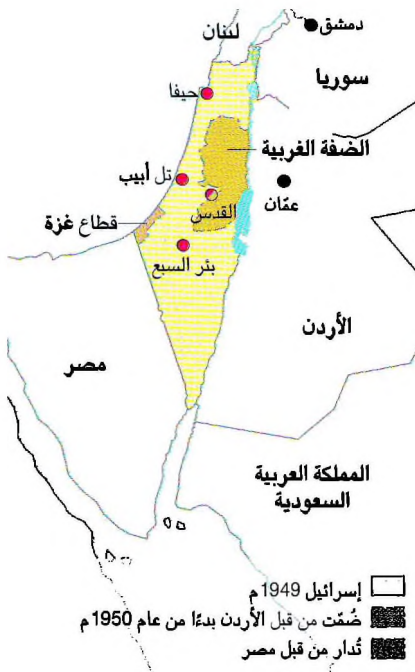 دمشق
لبنان
سوريا
حيفا
الضفة الغربية
تل أبيب
عمّان
القدس
قطاع غزة
بئر السبع
الأردن
مصر
المملكة العربية
السعودية
إسرائيل 1949 م
ضُمّت من قبل الأردن بدءًا من عام 1950 م
تُدار من قبل مصر